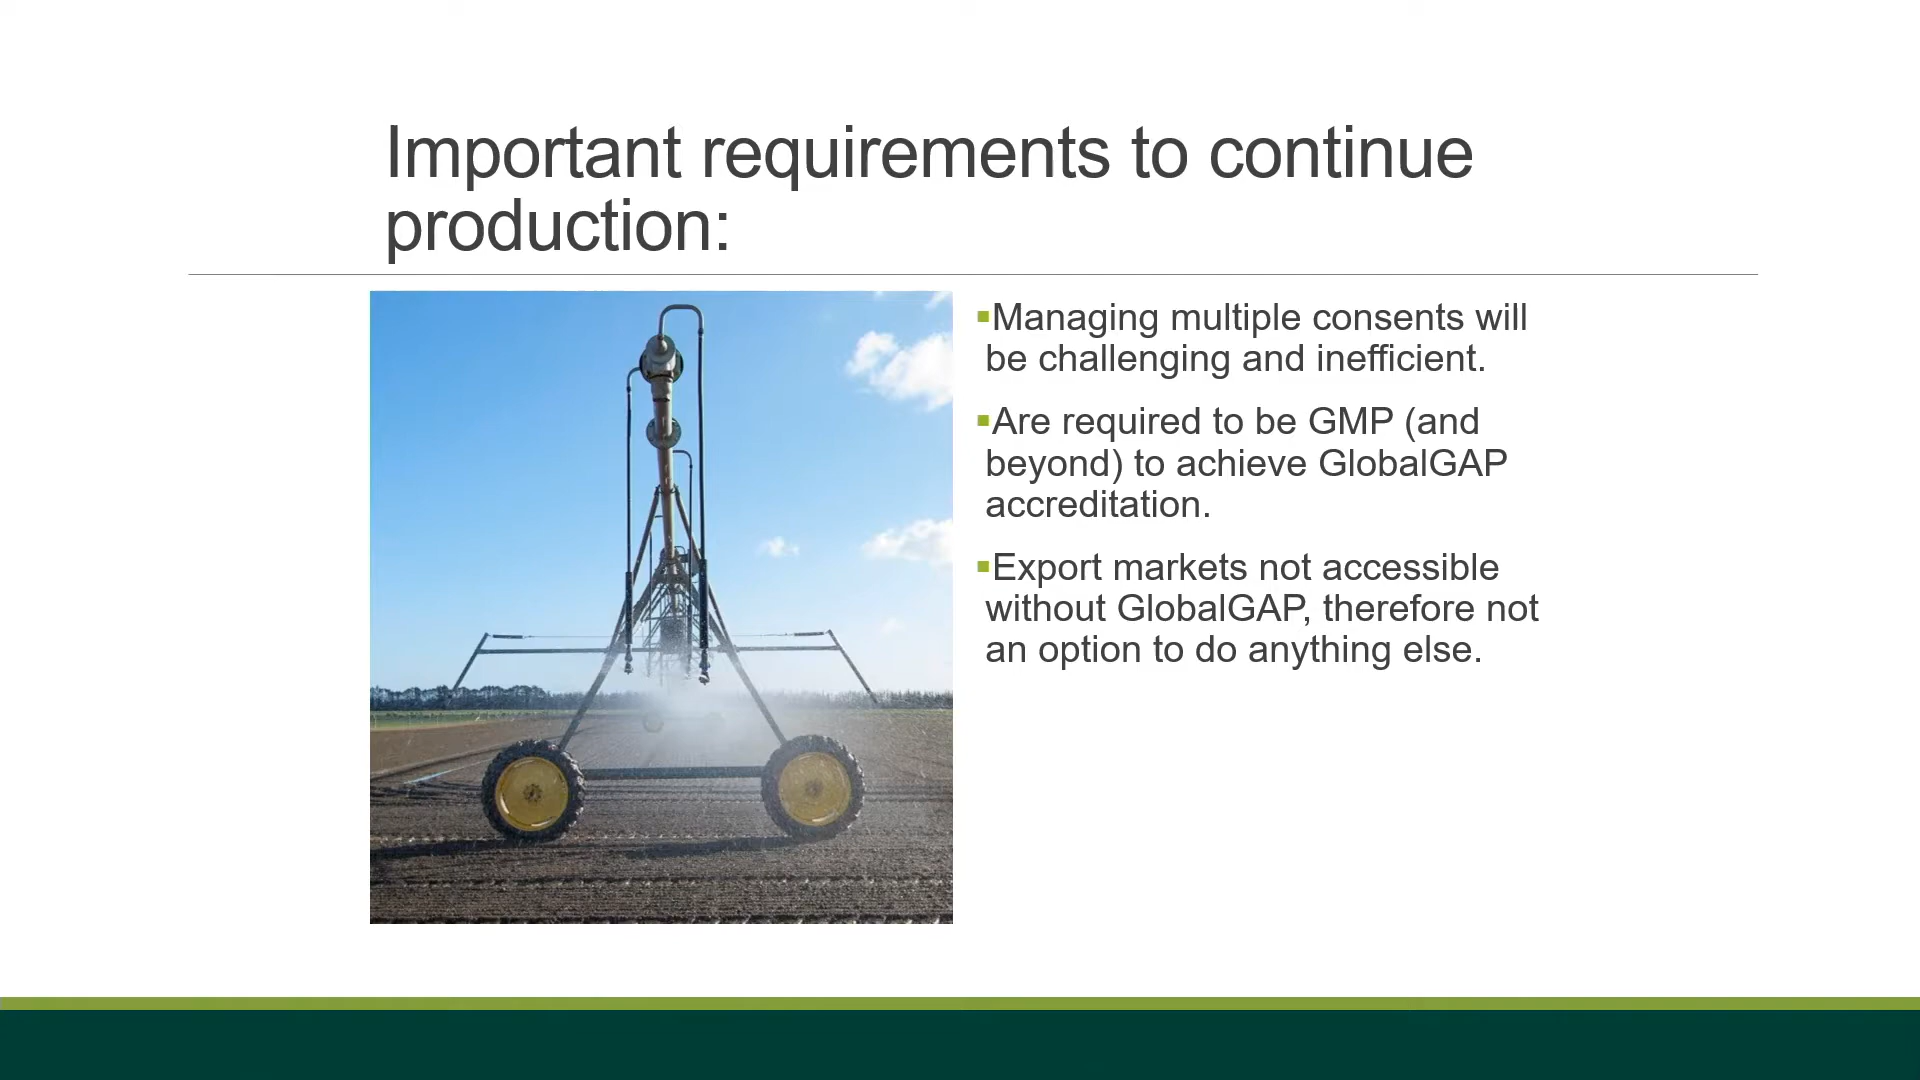 Important requirements to continue
production:
▪Managing multiple consents will
be challenging and inefficient.
▪Are required to be GMP (and
beyond) to achieve GlobalGAP
accreditation.
▪Export markets not accessible
without GlobalGAP, therefore not
an option to do anything else.